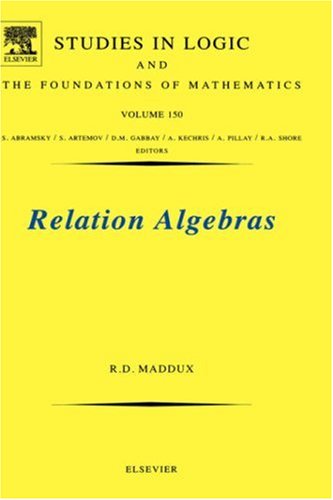 ELSEVIER
STUDIES IN LOGIC
AND
THE FOUNDATIONS OF MATHEMATICS
VOLUME 150
S. ABRAMSKY / S. ARTEMOV / D.M. GABBAY / A. KECHRIS / A. PILLAY / R.A. SHORE
EDITORS
Relation Algebras
R.D. MADDUX
ELSEVIER